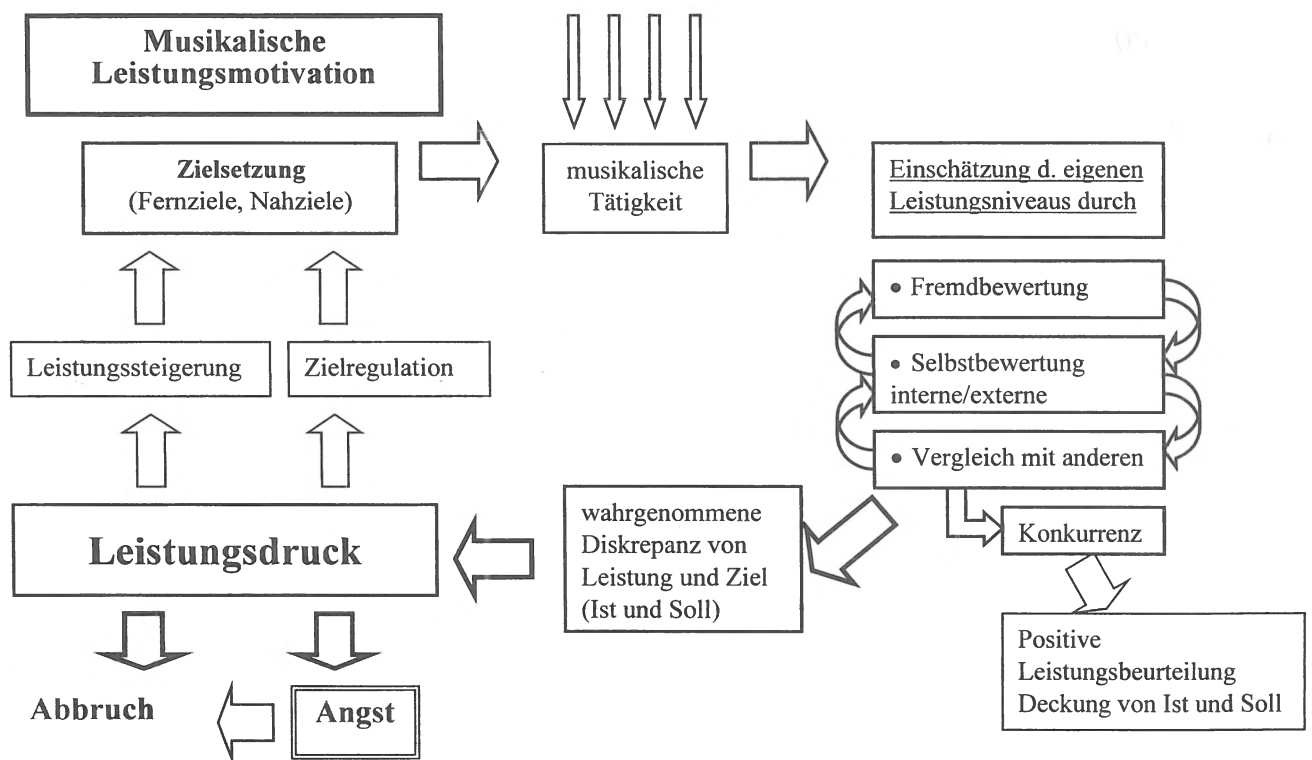 Musikalische
Leistungsmotivation
Zielsetzung
(Fernziele, Nahziele)
musikalische
Tätigkeit
Einschätzung d. eigenen
Leistungsniveaus durch
• Fremdbewertung
• Selbstbewertung
interne/externe
• Vergleich mit anderen
Leistungssteigerung
Zielregulation
Leistungsdruck
wahrgenommene
Diskrepanz von
Leistung und Ziel
(Ist und Soll)
Konkurrenz
Positive
Leistungsbeurteilung
Deckung von Ist und Soll
Abbruch
Angst